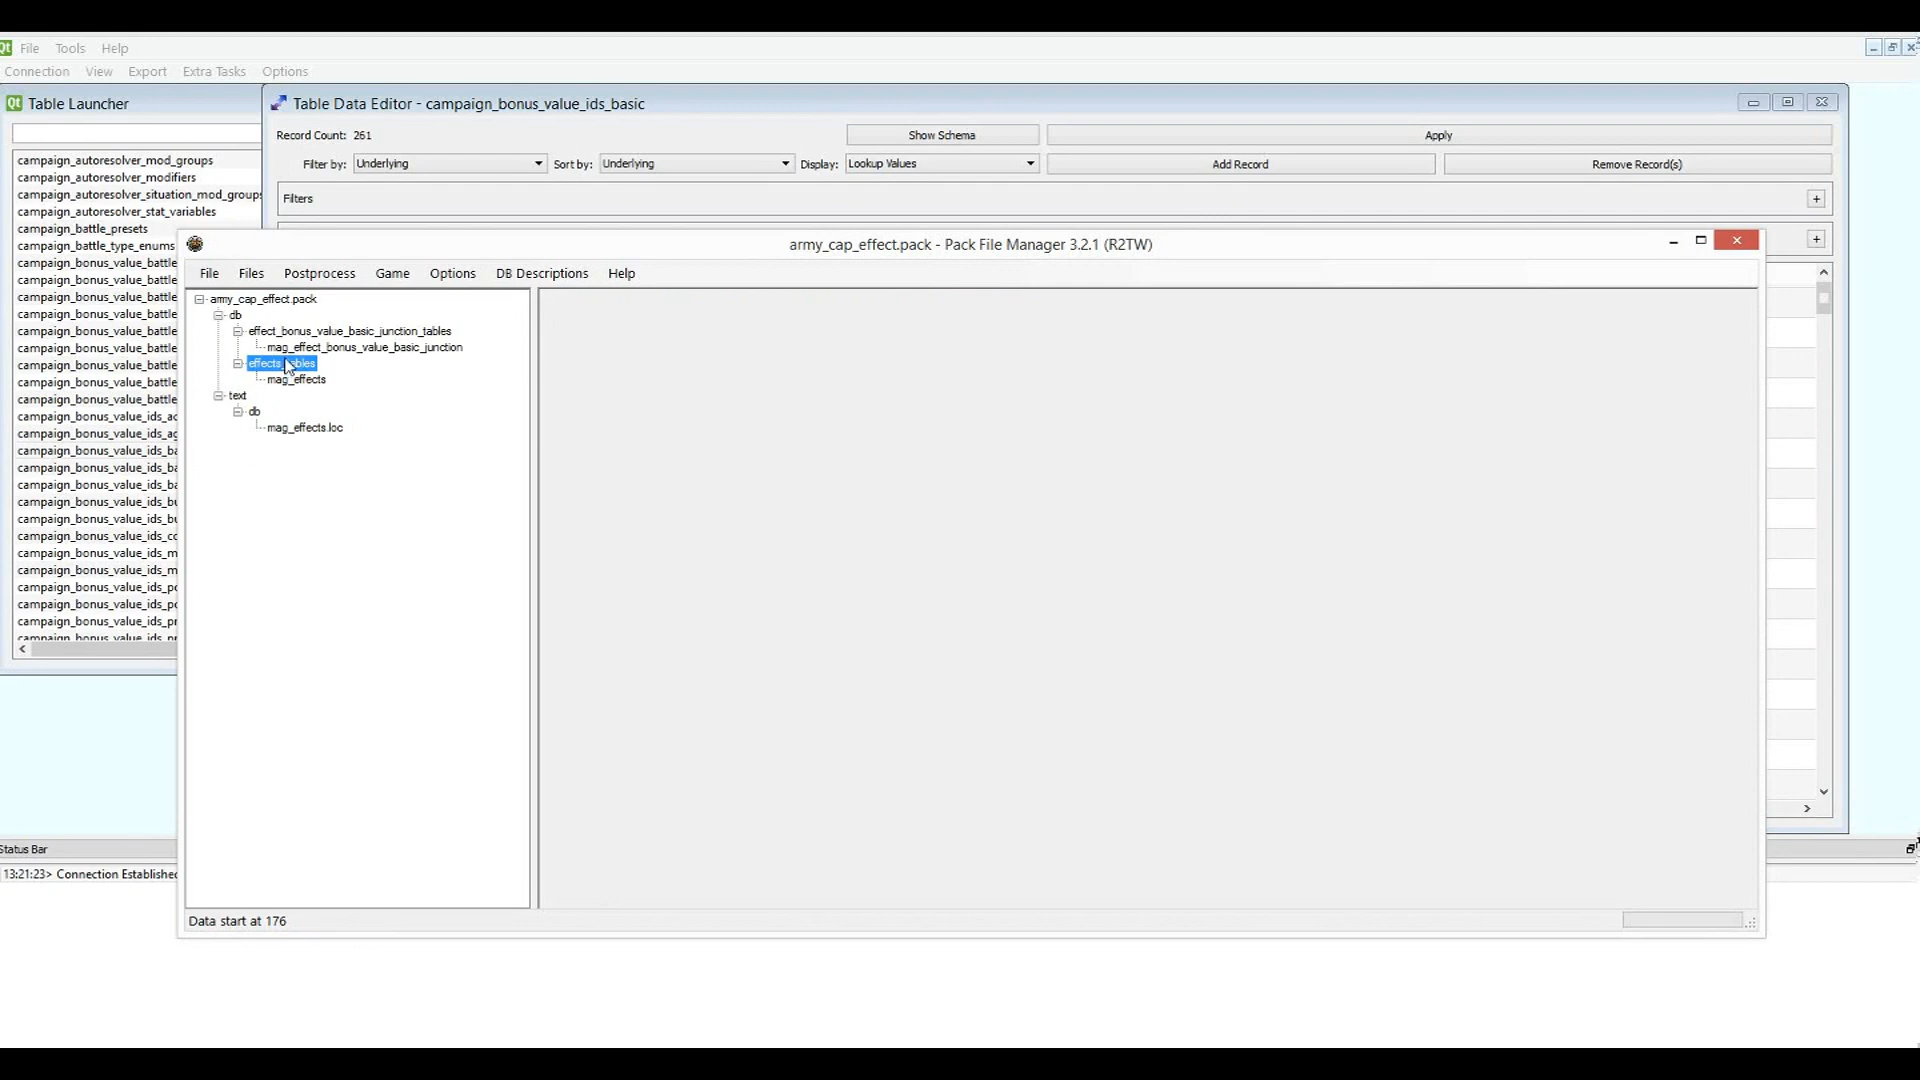 File Tools Help
Connection View Export Extra Tasks Options
Table Launcher
Table Data Editor - campaign_bonus_value_ids_basic
Record Count: 261
Show Schema
Apply
Filter by: Underlying
Sort by: Underlying
Display: Lookup Values
Add Record
Remove Record(s)
Filters
campaign_autoresolver_mod_groups
campaign_autoresolver_modifiers
campaign_autoresolver_situation_mod_groups
campaign_autoresolver_stat_variables
campaign_battle_presets
campaign_battle_type_enums
campaign_bonus_value_battle
campaign_bonus_value_battle
campaign_bonus_value_battle
campaign_bonus_value_battle
campaign_bonus_value_battle
campaign_bonus_value_battle
campaign_bonus_value_battle
campaign_bonus_value_battle
campaign_bonus_value_battle
campaign_bonus_value_ids_ac
campaign_bonus_value_ids_ag
campaign_bonus_value_ids_ba
campaign_bonus_value_ids_ba
campaign_bonus_value_ids_ba
campaign_bonus_value_ids_bu
campaign_bonus_value_ids_bu
campaign_bonus_value_ids_cc
campaign_bonus_value_ids_m
campaign_bonus_value_ids_m
campaign_bonus_value_ids_pc
campaign_bonus_value_ids_pc
campaign_bonus_value_ids_pr
Status Bar
13:21:23> Connection Established
army_cap_effect.pack - Pack File Manager 3.2.1 (R2TW)
File Files Postprocess Game Options DB Descriptions Help
army_cap_effect.pack
db
effect_bonus_value_basic_junction_tables
mag_effect_bonus_value_basic_junction
effects_tables
mag_effects
text
db
mag_effects.loc
Data start at 176